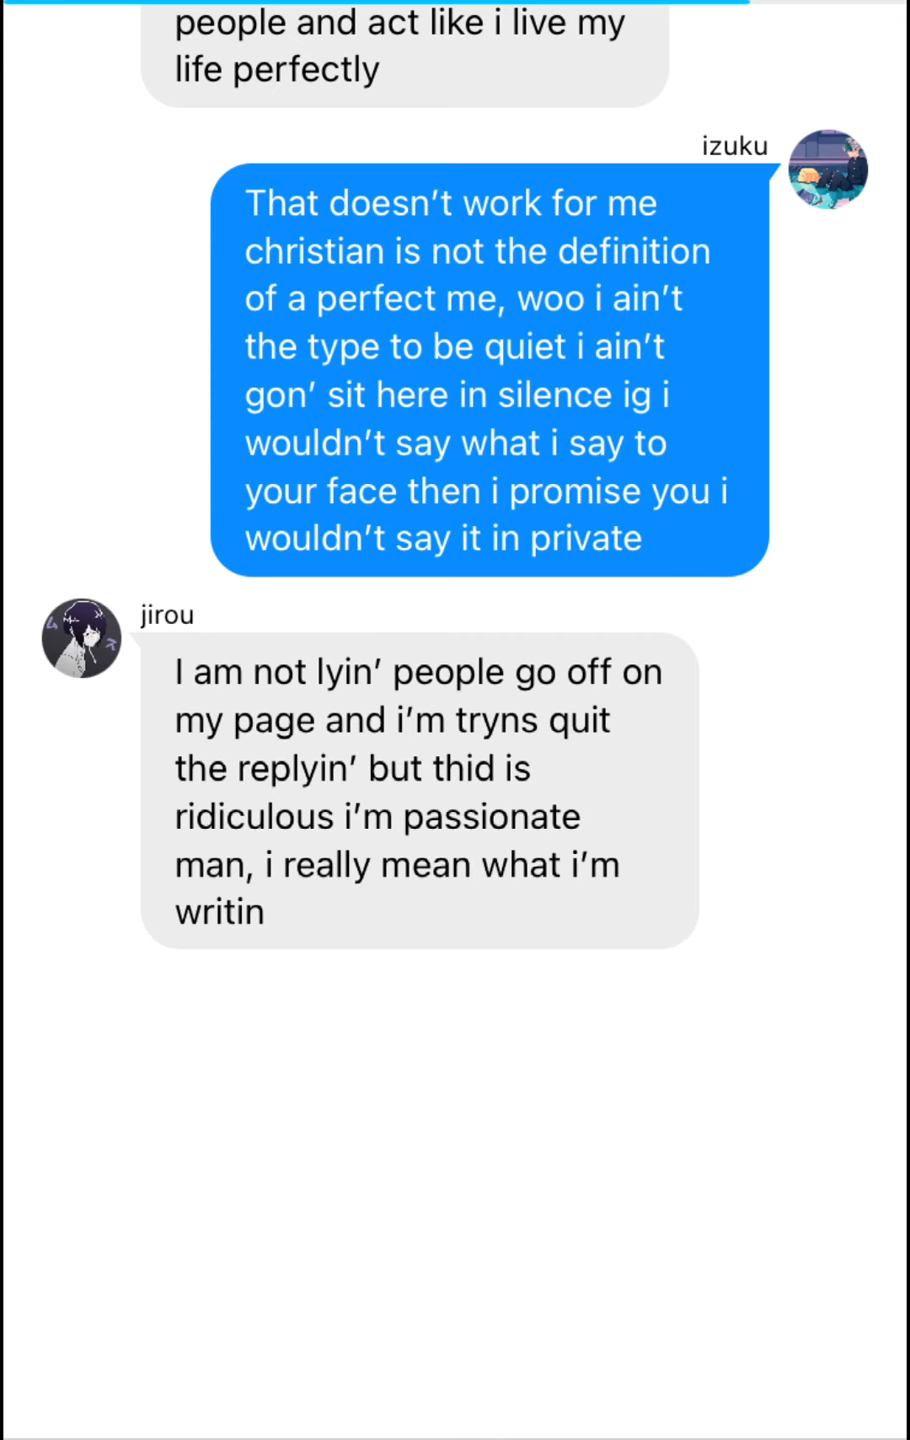 people and act like i live my
life perfectly
izuku
That doesn’t work for me
christian is not the definition
of a perfect me, woo i ain’t
the type to be quiet i ain’t
gon’ sit here in silence ig i
wouldn’t say what i say to
your face then i promise you i
wouldn’t say it in private
jirou
I am not lyin’ people go off on
my page and i’m tryns quit
the replyin’ but thid is
ridiculous i’m passionate
man, i really mean what i’m
writin
ム
ス